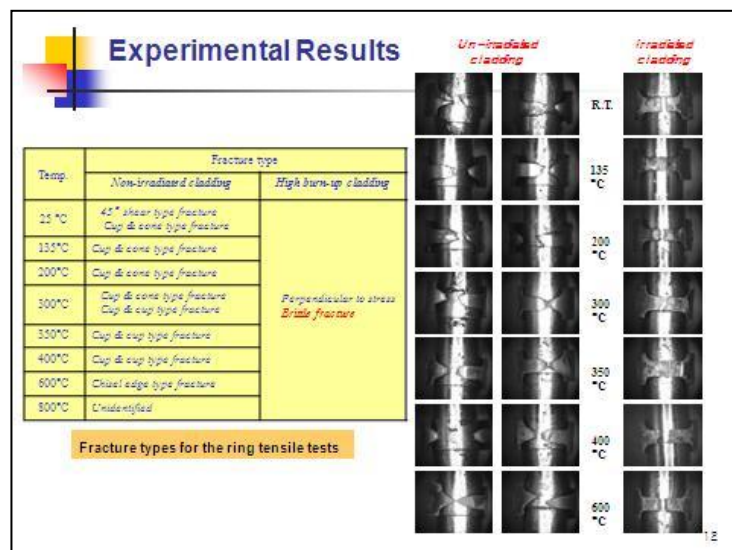 Experimental Results
Un-irradiated
cladding
Irradiated
cladding
Temp.
Fracture type
Non-irradiated cladding
High burn-up cladding
25 °C
45° shear type fracture
Cup & cone type fracture
135°C
Cup & cone type fracture
200°C
Cup & cone type fracture
300°C
Cup & cone type fracture
Cup & cup type fracture
350°C
Cup & cup type fracture
400°C
Cup & cup type fracture
600°C
Chisel edge type fracture
800°C
Unidentified
Perpendicular to stress
Brittle fracture
Fracture types for the ring tensile tests
R.T.
135
°C
200
°C
300
°C
350
°C
400
°C
600
°C
12